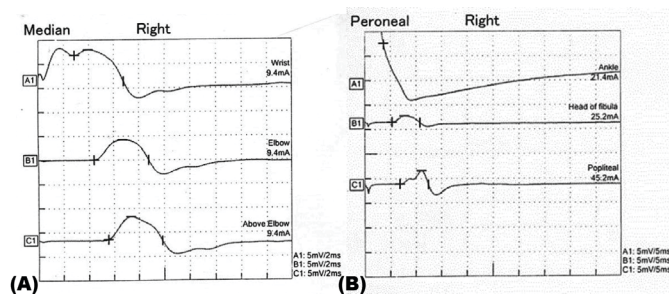 Median Right
Wrist
9.4mA
A1
Elbow
9.4mA
B1
Above Elbow
9.4mA
C1
A1: 5mV/2ms
B1: 5mV/2ms
C1: 5mV/2ms
(A)
Peroneal Right
Ankle
21.4mA
A1
Head of fibula
25.2mA
B1
Popliteal
45.2mA
C1
A1: 5mV/5ms
B1: 5mV/5ms
C1: 5mV/5ms
(B)